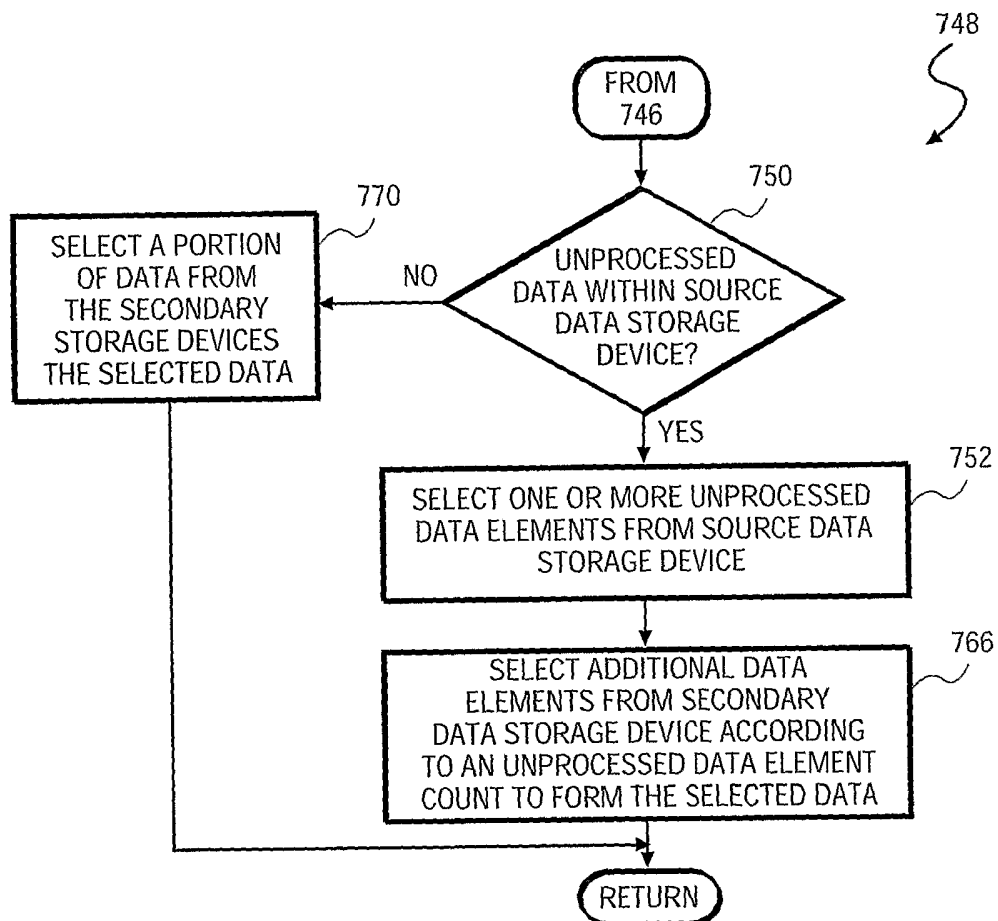 748
FROM
746
750
UNPROCESSED
DATA WITHIN SOURCE
DATA STORAGE
DEVICE?
NO
770
SELECT A PORTION
OF DATA FROM
THE SECONDARY
STORAGE DEVICES
THE SELECTED DATA
YES
752
SELECT ONE OR MORE UNPROCESSED
DATA ELEMENTS FROM SOURCE DATA
STORAGE DEVICE
766
SELECT ADDITIONAL DATA
ELEMENTS FROM SECONDARY
DATA STORAGE DEVICE ACCORDING
TO AN UNPROCESSED DATA ELEMENT
COUNT TO FORM THE SELECTED DATA
RETURN